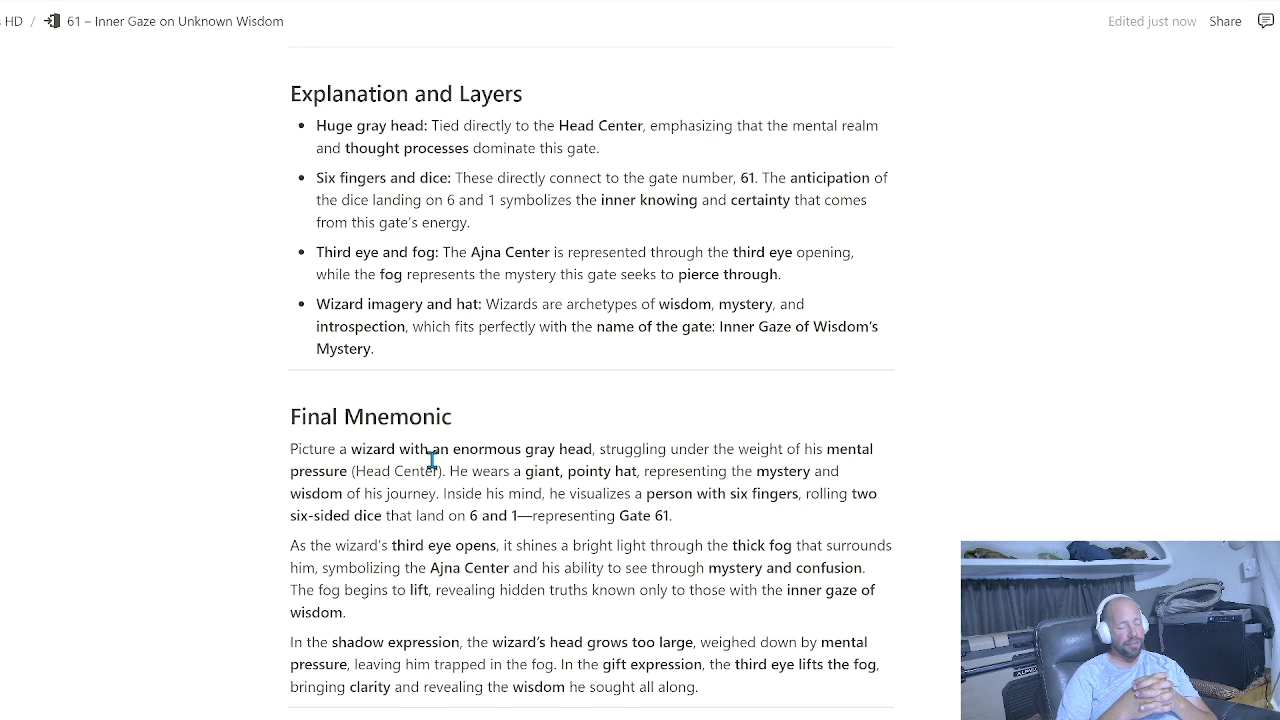 HD / 61 – Inner Gaze on Unknown Wisdom
Edited just now Share
Explanation and Layers
• Huge gray head: Tied directly to the Head Center, emphasizing that the mental realm
and thought processes dominate this gate.
• Six fingers and dice: These directly connect to the gate number, 61. The anticipation of
the dice landing on 6 and 1 symbolizes the inner knowing and certainty that comes
from this gate's energy.
• Third eye and fog: The Ajna Center is represented through the third eye opening,
while the fog represents the mystery this gate seeks to pierce through.
• Wizard imagery and hat: Wizards are archetypes of wisdom, mystery, and
introspection, which fits perfectly with the name of the gate: Inner Gaze of Wisdom's
Mystery.
Final Mnemonic
Picture a wizard with an enormous gray head, struggling under the weight of his mental
pressure (Head Center). He wears a giant, pointy hat, representing the mystery and
wisdom of his journey. Inside his mind, he visualizes a person with six fingers, rolling two
six-sided dice that land on 6 and 1—representing Gate 61.
As the wizard's third eye opens, it shines a bright light through the thick fog that surrounds
him, symbolizing the Ajna Center and his ability to see through mystery and confusion.
The fog begins to lift, revealing hidden truths known only to those with the inner gaze of
wisdom.
In the shadow expression, the wizard's head grows too large, weighed down by mental
pressure, leaving him trapped in the fog. In the gift expression, the third eye lifts the fog,
bringing clarity and revealing the wisdom he sought all along.